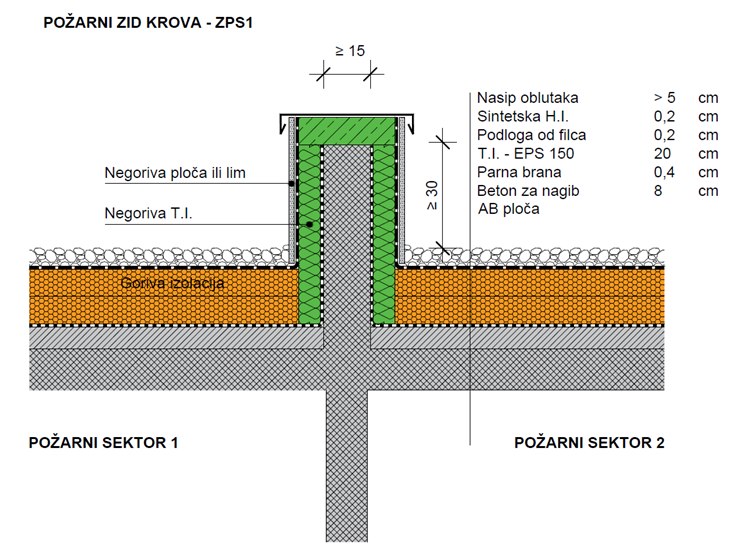 POŽARNI ZID KROVA - ZPS1
≥ 15
Nasip oblutaka > 5 cm
Sintetska H.I. 0,2 cm
Podloga od filca 0,2 cm
T.I. - EPS 150 20 cm
Parna brana 0,4 cm
Beton za nagib 8 cm
AB ploča
Negoriva ploča ili lim
≥ 30
Negoriva T.I.
Goriva izolacija
POŽARNI SEKTOR 1
POŽARNI SEKTOR 2